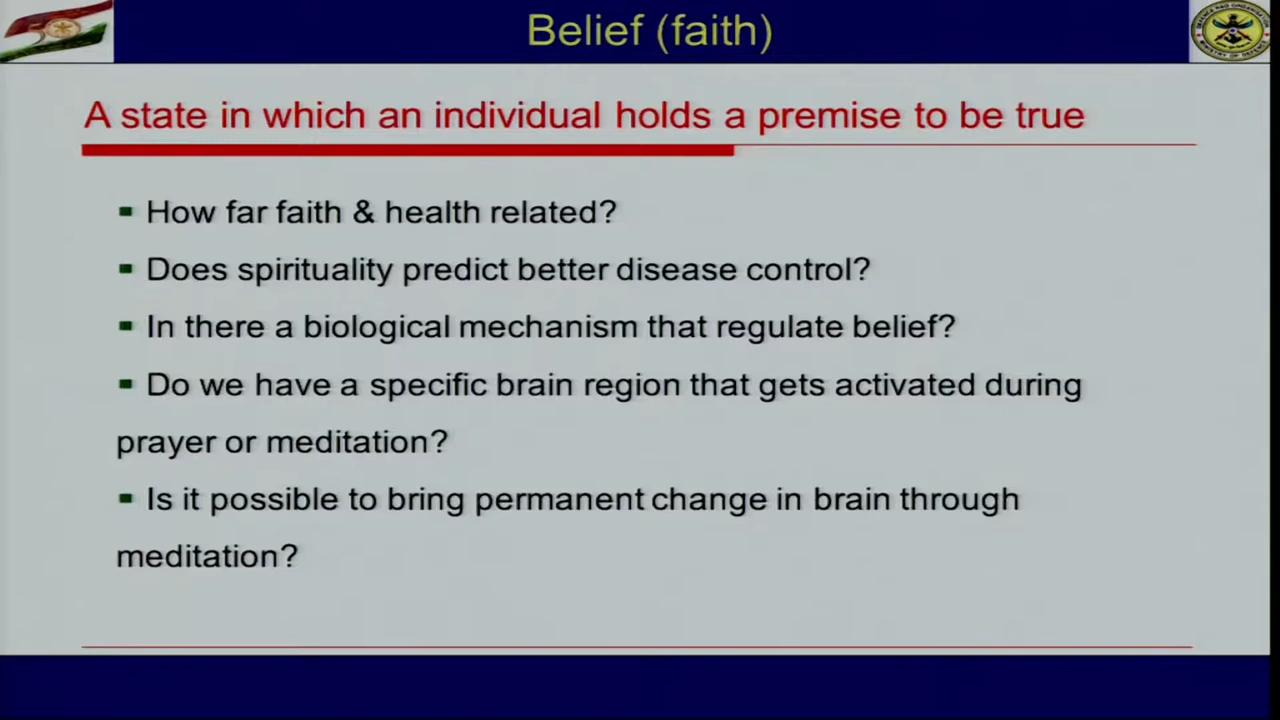 Belief (faith)
A state in which an individual holds a premise to be true
▪ How far faith & health related?
▪ Does spirituality predict better disease control?
▪ In there a biological mechanism that regulate belief?
▪ Do we have a specific brain region that gets activated during
prayer or meditation?
▪ Is it possible to bring permanent change in brain through
meditation?